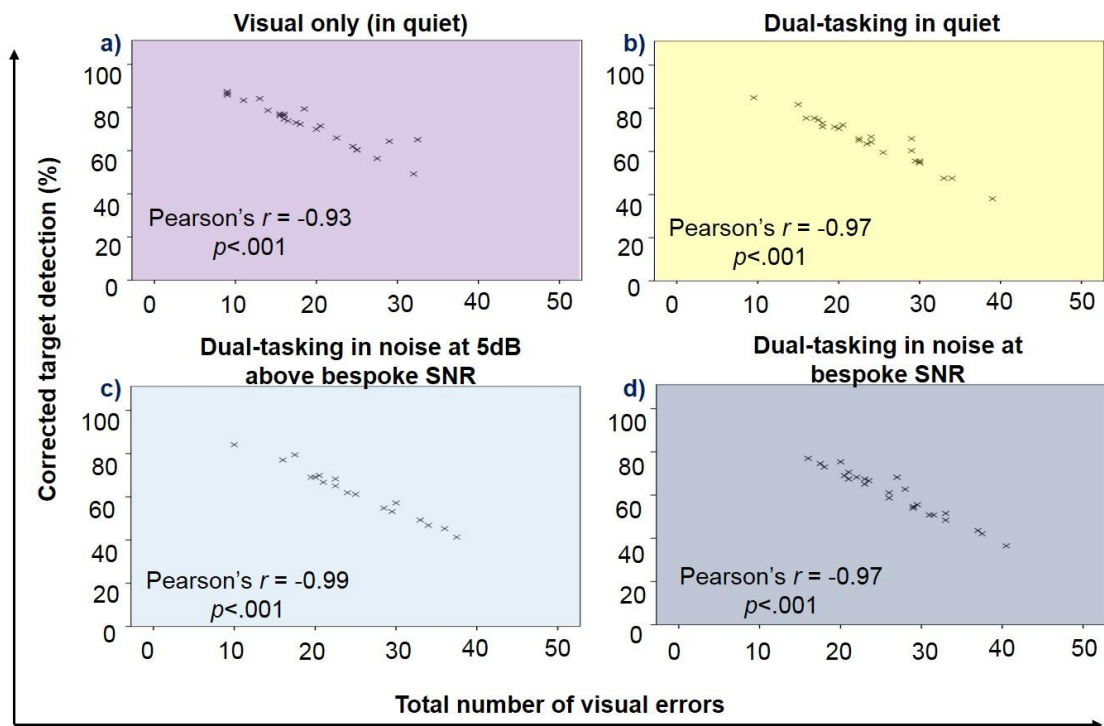 Visual only (in quiet)
a)
100
80
60
40
20
0
Pearson's r = -0.93
p<.001
0 10 20 30 40 50
Dual-tasking in quiet
b)
100
80
60
40
20
0
Pearson's r = -0.97
p<.001
0 10 20 30 40 50
Corrected target detection (%)
Dual-tasking in noise at 5dB
above bespoke SNR
c)
100
80
60
40
20
0
Pearson's r = -0.99
p<.001
0 10 20 30 40 50
Dual-tasking in noise at
bespoke SNR
d)
100
80
60
40
20
0
Pearson's r = -0.97
p<.001
0 10 20 30 40 50
Total number of visual errors